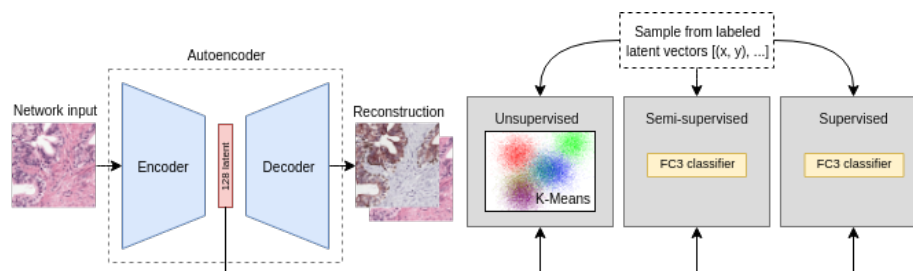 Autoencoder
Network input
Encoder
128 latent
Decoder
Reconstruction
Sample from labeled
latent vectors [(x, y), ...]
Unsupervised
K-Means
Semi-supervised
FC3 classifier
Supervised
FC3 classifier